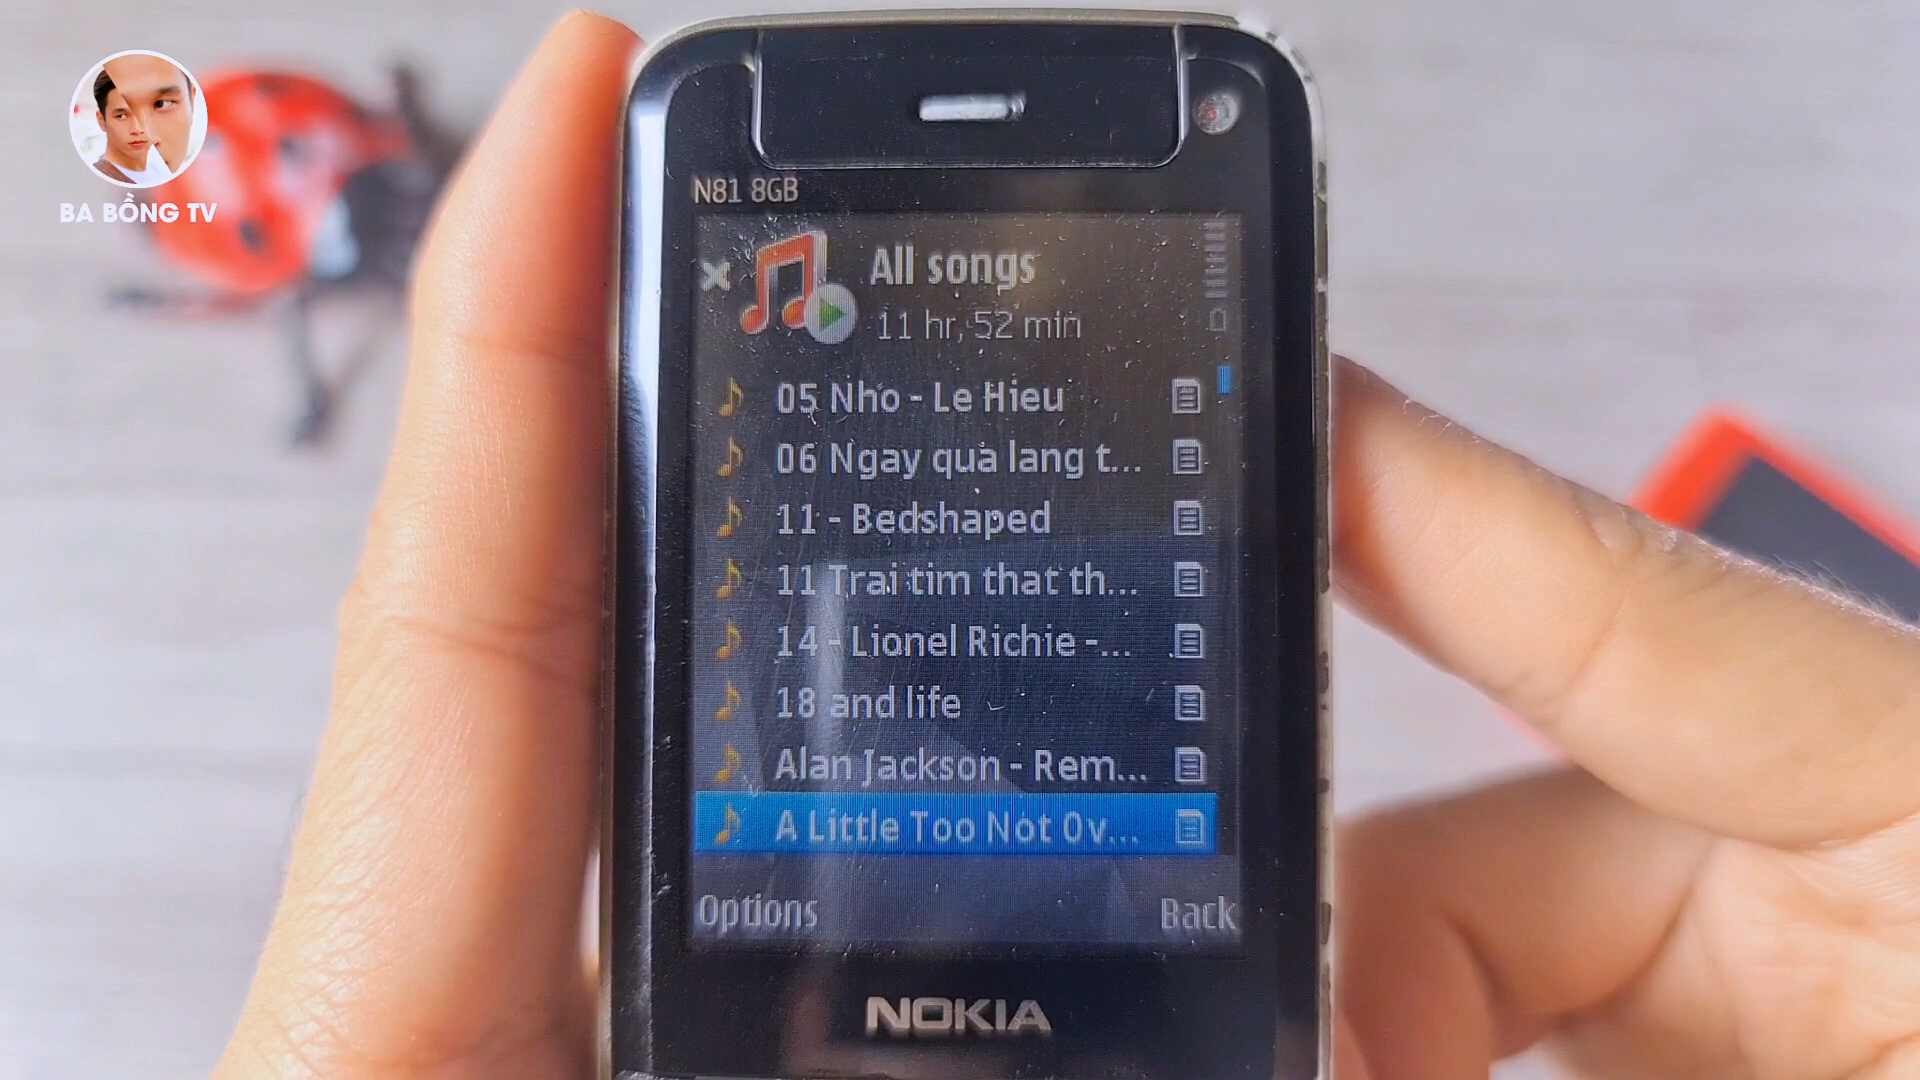 BA BỒNG TV
N81 8GB
All songs
11 hr, 52 min
05 Nho - Le Hieu
06 Ngay qua lang t...
11 - Bedshaped
11 Trai tim that th...
14 - Lionel Richie -...
18 and life
Alan Jackson - Rem...
A Little Too Not Ov...
Options
Back
NOKIA